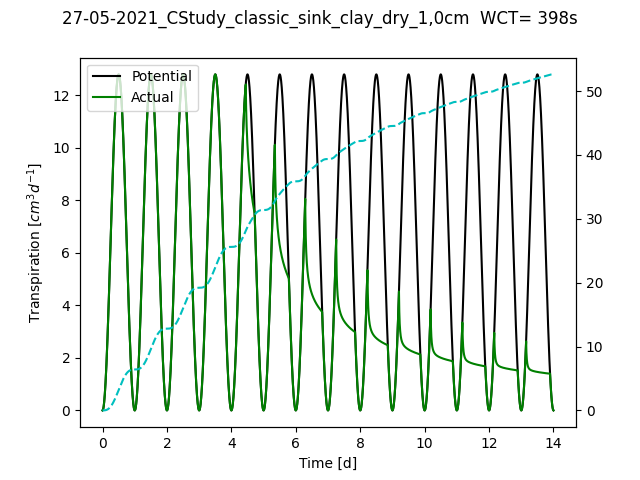 27-05-2021_CStudy_classic_sink_clay_dry_1,0cm  WCT= 398s
Potential
Actual
Transpiration [cm³d⁻¹]
12
10
8
6
4
2
0
50
40
30
20
10
0
0 2 4 6 8 10 12 14
Time [d]